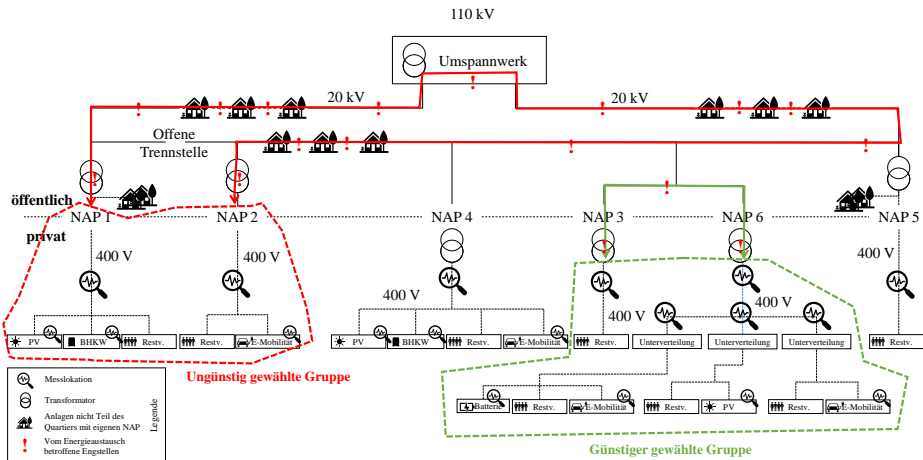 110 kV
Umspannwerk
20 kV
20 kV
Offene
Trennstelle
öffentlich
privat
NAP 1
NAP 2
NAP 4
NAP 3
NAP 6
NAP 5
400 V
400 V
400 V
400 V
400 V
400 V
PV
BHKW
Restv.
Restv.
E-Mobilität
PV
BHKW
Restv.
E-Mobilität
Restv.
Unterverteilung
Unterverteilung
Unterverteilung
Restv.
Ungünstig gewählte Gruppe
Batterie
Restv.
E-Mobilität
Restv.
PV
Restv.
E-Mobilität
Günstiger gewählte Gruppe
Messlokation
Transformator
Anlagen nicht Teil des
Quartiers mit eigenen NAP
Vom Energieaustausch
betroffene Engstellen
Legende